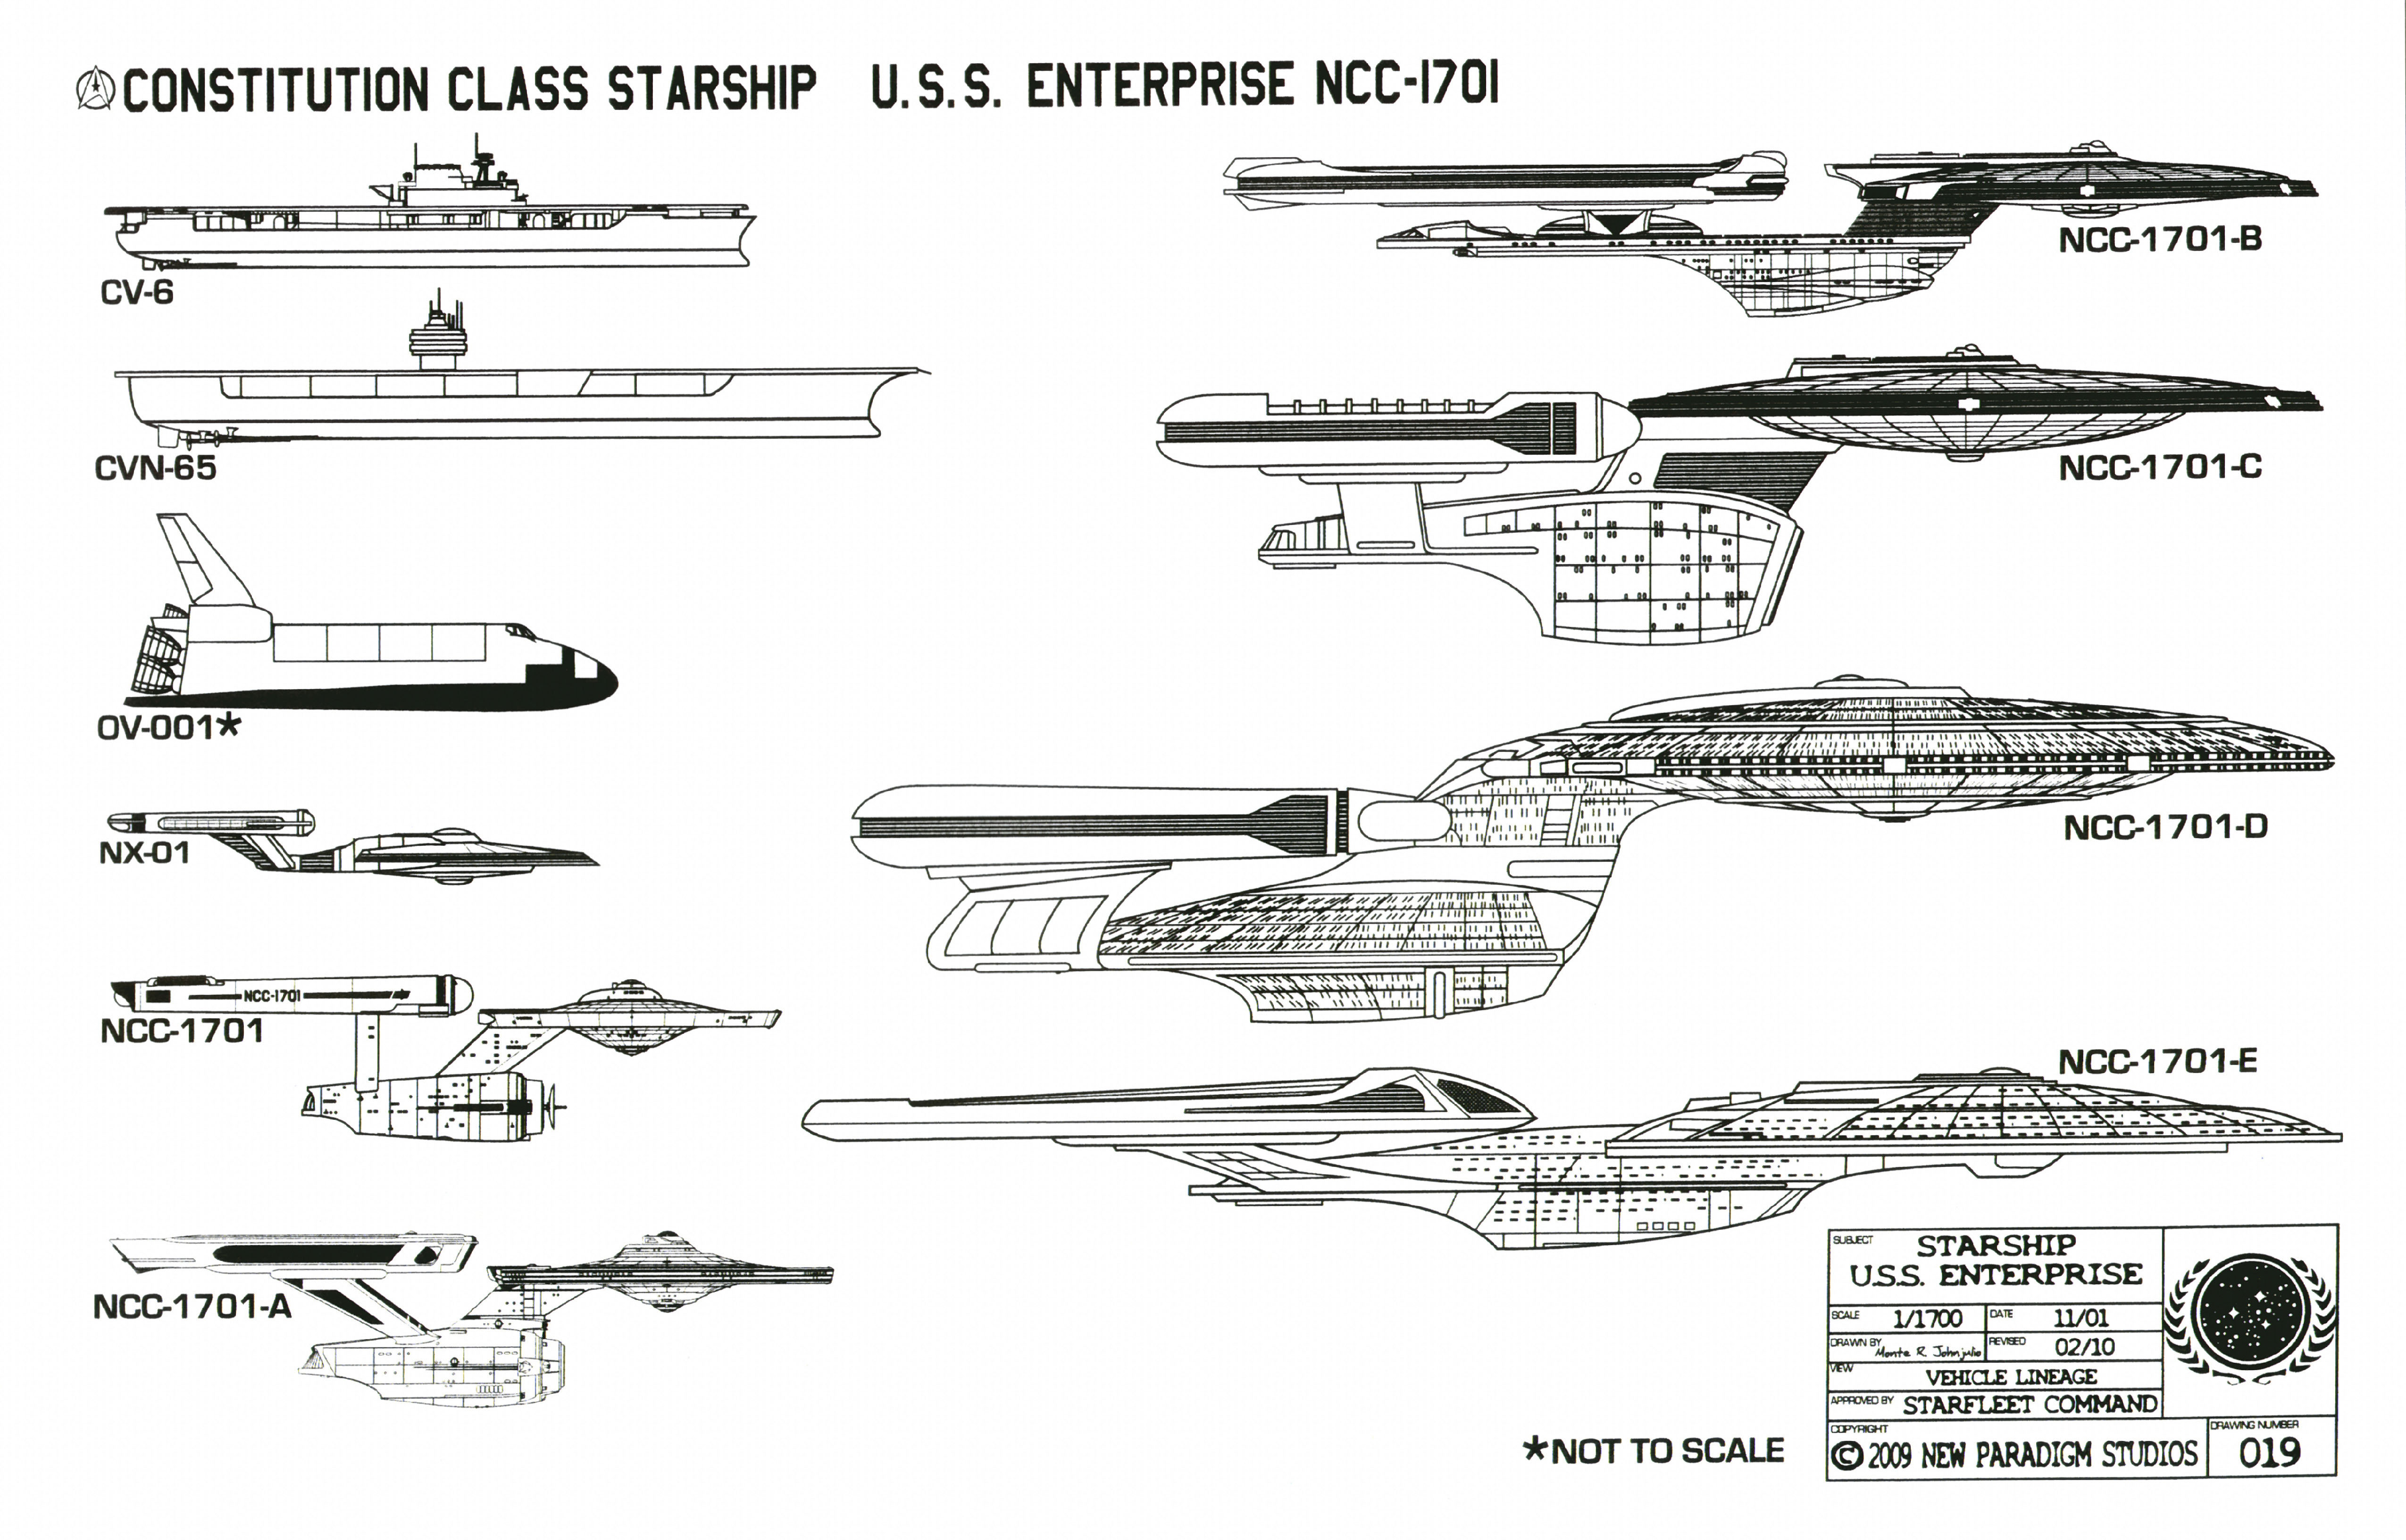 CONSTITUTION CLASS STARSHIP U.S.S. ENTERPRISE NCC-1701
CV-6
CVN-65
OV-001*
NX-01
NCC-1701
NCC-1701
NCC-1701-A
NCC-1701-B
NCC-1701-C
NCC-1701-D
NCC-1701-E
*NOT TO SCALE
SUBJECT
STARSHIP
U.S.S. ENTERPRISE
SCALE 1/1700 DATE 11/01
DRAWN BY Monte R. Johnjulio REVISED 02/10
VIEW VEHICLE LINEAGE
APPROVED BY STARFLEET COMMAND
COPYRIGHT
© 2009 NEW PARADIGM STUDIOS
DRAWING NUMBER
019